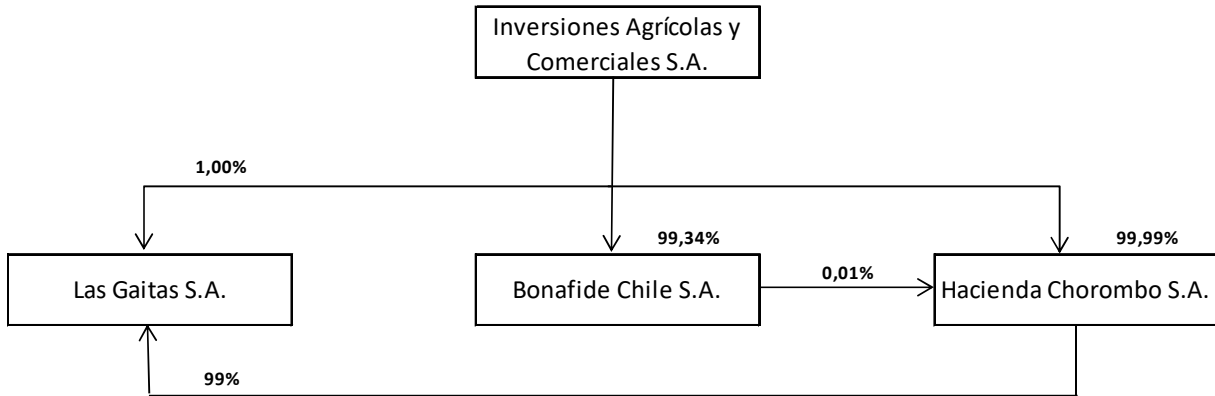 Inversiones Agrícolas y
Comerciales S.A.
1,00%
99,34%
99,99%
Las Gaitas S.A.
Bonafide Chile S.A.
0,01%
Hacienda Chorombo S.A.
99%